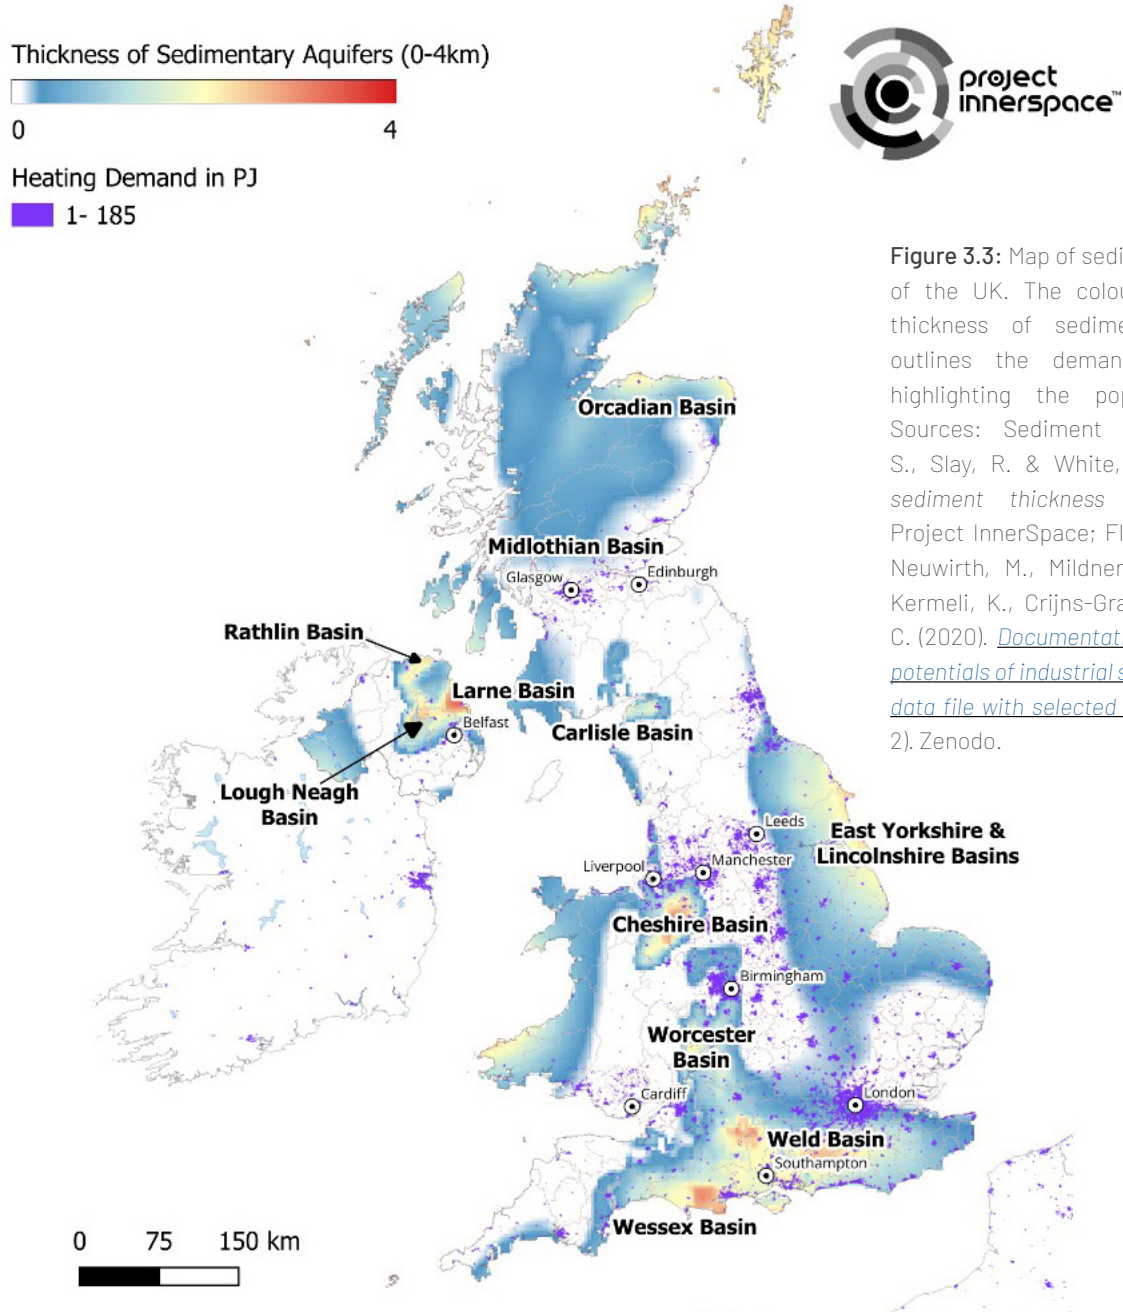 Thickness of Sedimentary Aquifers (0-4km)
0 4
Heating Demand in PJ
1- 185
project
innerspace™
Figure 3.3: Map of sedi
of the UK. The colou
thickness of sedime
outlines the deman
highlighting the pop
Sources: Sediment
S., Slay, R. & White,
sediment thickness
Project InnerSpace; Fl
Neuwirth, M., Mildner
Kermeli, K., Crijns-Gra
C. (2020). Documentati
potentials of industrial s
data file with selected
2). Zenodo.
Orcadian Basin
Midlothian Basin
Glasgow
Edinburgh
Rathlin Basin
Larne Basin
Belfast
Carlisle Basin
Lough Neagh
Basin
Leeds
East Yorkshire &
Lincolnshire Basins
Liverpool
Manchester
Cheshire Basin
Birmingham
Worcester
Basin
Cardiff
London
Weld Basin
Southampton
Wessex Basin
0 75 150 km